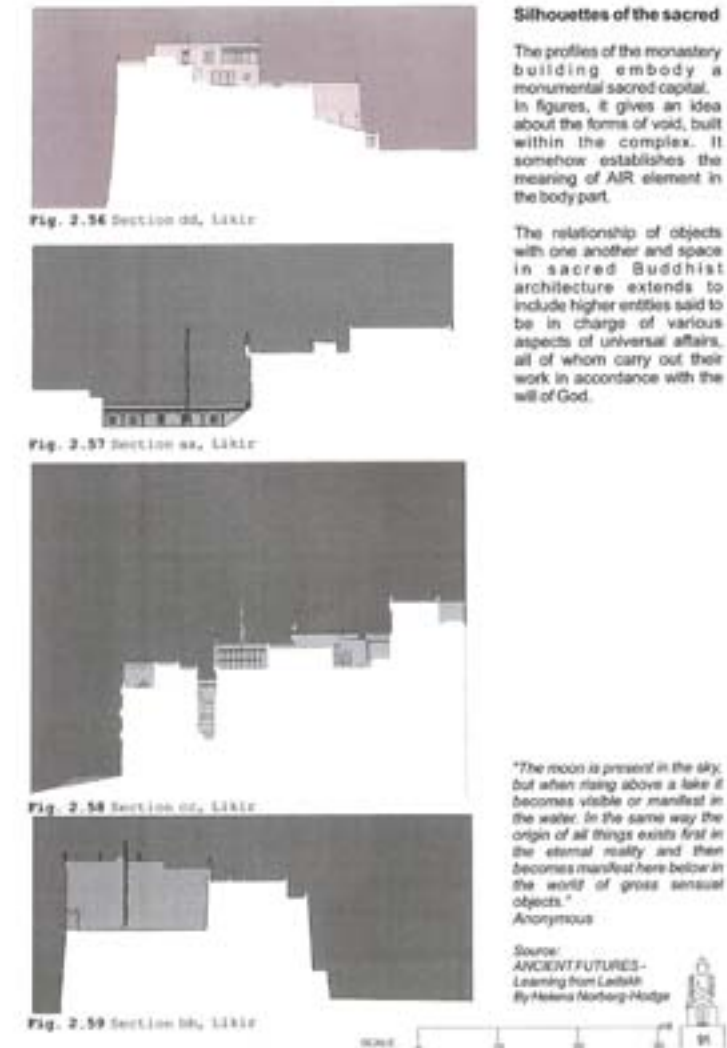 Silhouettes of the sacred
The profiles of the monastery
building embody a
monumental sacred capital.
In figures, it gives an idea
about the forms of void, built
within the complex. It
somehow establishes the
meaning of AIR element in
the body part.
The relationship of objects
with one another and space
in sacred Buddhist
architecture extends to
include higher entities said to
be in charge of various
aspects of universal affairs,
all of whom carry out their
work in accordance with the
will of God.
Fig. 2.56 Section dd, Likir
Fig. 2.57 Section aa, Likir
Fig. 2.58 Section cc, Likir
Fig. 2.59 Section bb, Likir
"The moon is present in the sky,
but when rising above a lake it
becomes visible or manifest in
the water. In the same way the
origin of all things exists first in
the eternal reality and then
becomes manifest here below in
the world of gross sensual
objects."
Anonymous
Source:
ANCIENT FUTURES -
Learning from Ladakh
By Helena Norberg-Hodge
SCALE
91